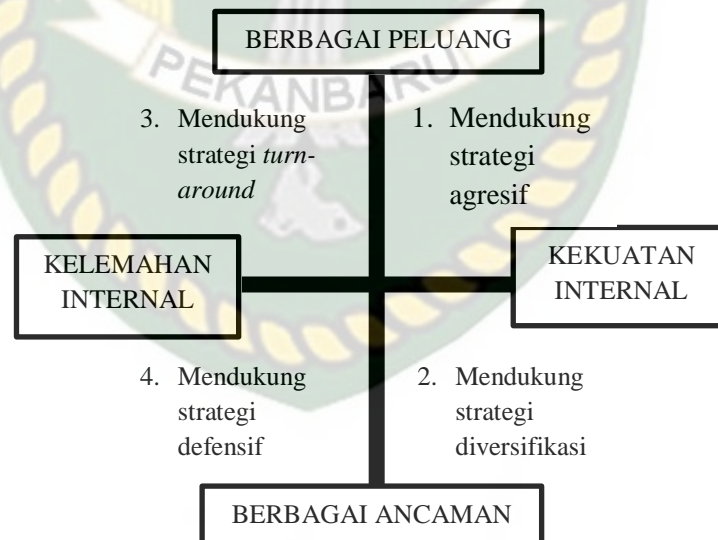 BERBAGAI PELUANG
PEKANBARU
3. Mendukung
strategi turn-
around
1. Mendukung
strategi
agresif
KELEMAHAN
INTERNAL
KEKUATAN
INTERNAL
4. Mendukung
strategi
defensif
2. Mendukung
strategi
diversifikasi
BERBAGAI ANCAMAN